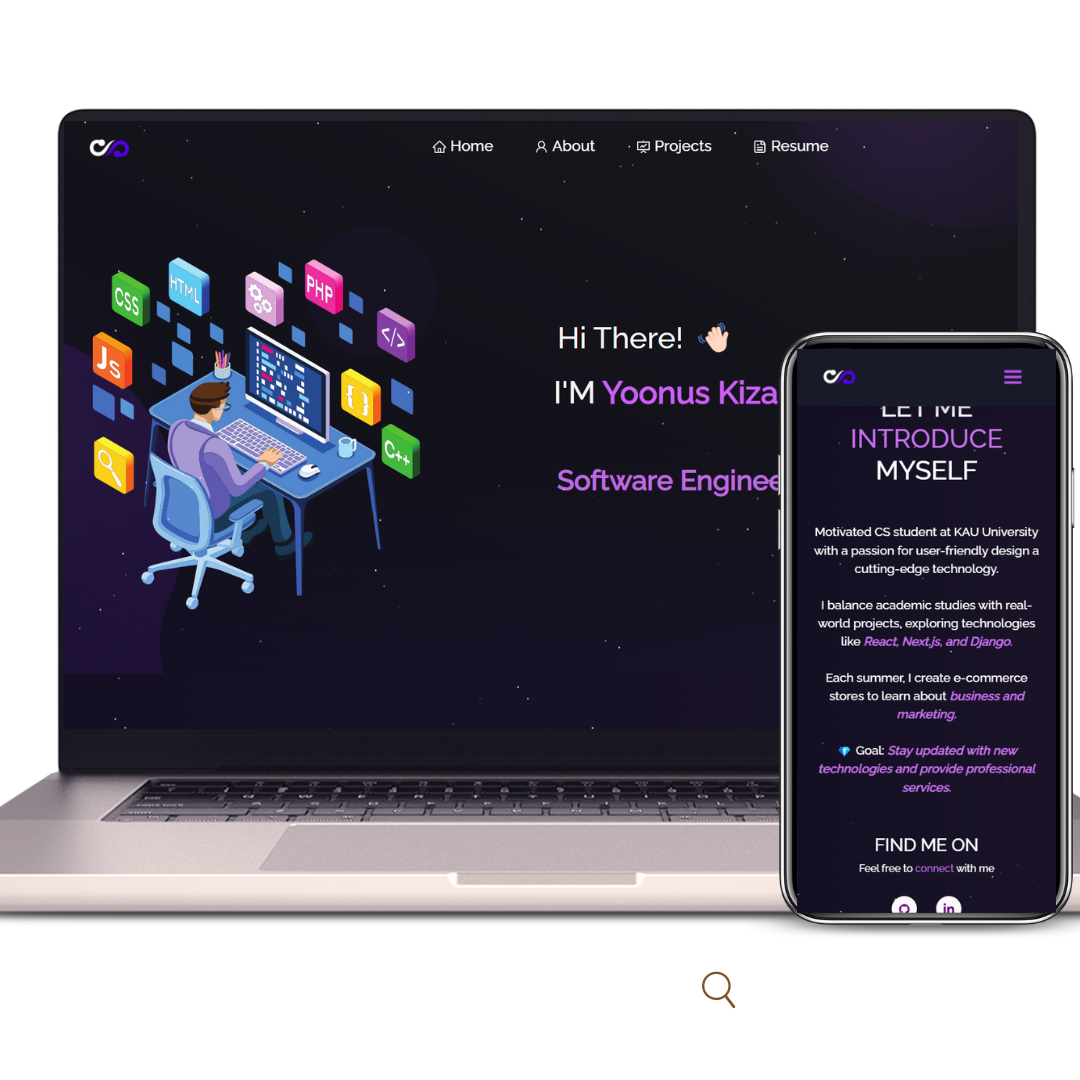 Home
About
Projects
Resume
CSS
HTML
PHP
</>
Js
{ }
C++
Hi There!
I'M Yoonus Kiza
Software Enginee
LET ME
INTRODUCE
MYSELF
Motivated CS student at KAU University
with a passion for user-friendly design a
cutting-edge technology.
I balance academic studies with real-
world projects, exploring technologies
like React, Next.js, and Django.
Each summer, I create e-commerce
stores to learn about business and
marketing.
Goal: Stay updated with new
technologies and provide professional
services.
FIND ME ON
Feel free to connect with me
in